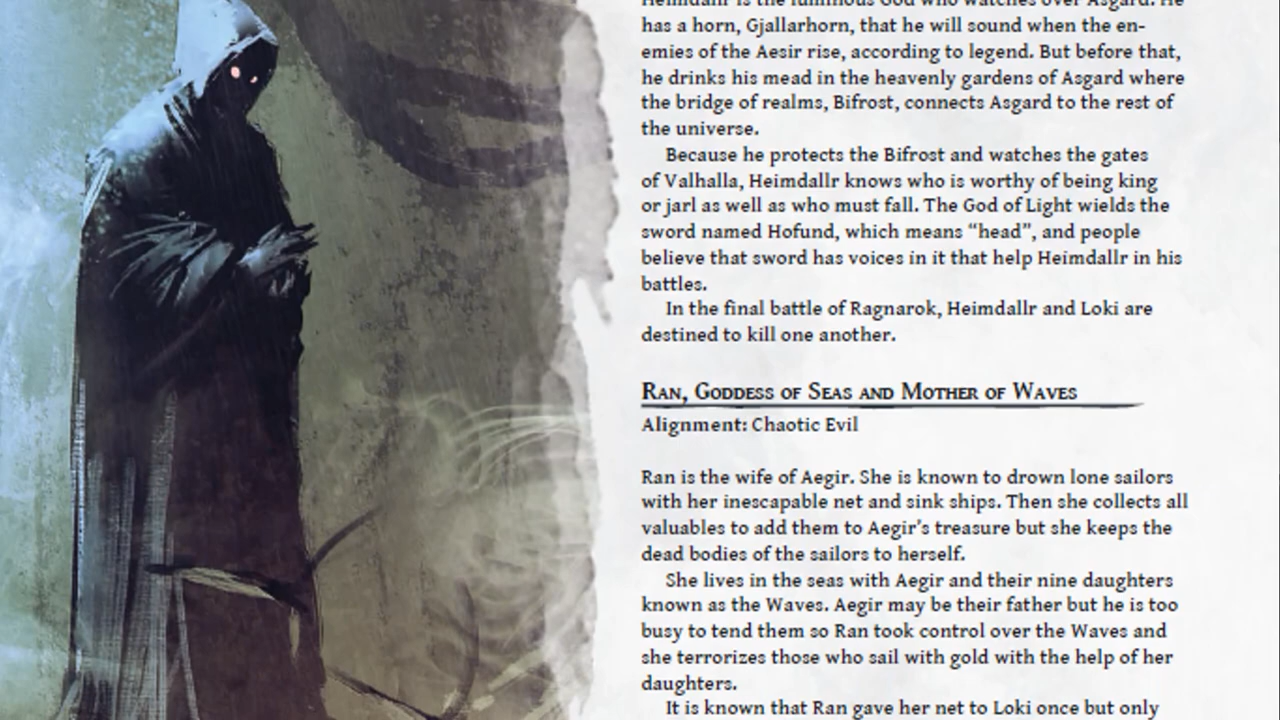 Heimdallr is the luminous God who watches over Asgard. He
has a horn, Gjallarhorn, that he will sound when the en-
emies of the Aesir rise, according to legend. But before that,
he drinks his mead in the heavenly gardens of Asgard where
the bridge of realms, Bifrost, connects Asgard to the rest of
the universe.
Because he protects the Bifrost and watches the gates
of Valhalla, Heimdallr knows who is worthy of being king
or jarl as well as who must fall. The God of Light wields the
sword named Hofund, which means “head”, and people
believe that sword has voices in it that help Heimdallr in his
battles.
In the final battle of Ragnarok, Heimdallr and Loki are
destined to kill one another.
Ran, Goddess of Seas and Mother of Waves
Alignment: Chaotic Evil
Ran is the wife of Aegir. She is known to drown lone sailors
with her inescapable net and sink ships. Then she collects all
valuables to add them to Aegir’s treasure but she keeps the
dead bodies of the sailors to herself.
She lives in the seas with Aegir and their nine daughters
known as the Waves. Aegir may be their father but he is too
busy to tend them so Ran took control over the Waves and
she terrorizes those who sail with gold with the help of her
daughters.
It is known that Ran gave her net to Loki once but only